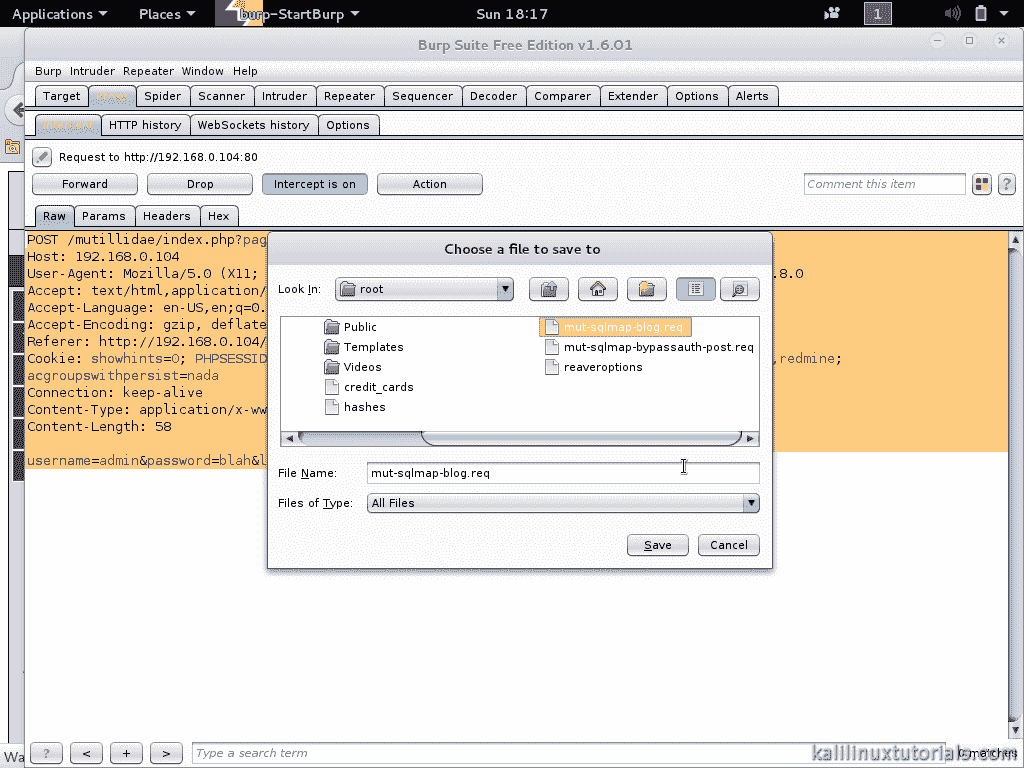 Applications Places burp-StartBurp Sun 18:17 1
Burp Suite Free Edition v1.6.01
Burp Intruder Repeater Window Help
Target Spider Scanner Intruder Repeater Sequencer Decoder Comparer Extender Options Alerts
HTTP history WebSockets history Options
Request to http://192.168.0.104:80
Forward Drop Intercept is on Action Comment this item ?
Raw Params Headers Hex
POST /mutillidae/index.php?pag
Host: 192.168.0.104
User-Agent: Mozilla/5.0 (X11; .8.0
Accept: text/html,application/
Accept-Language: en-US,en;q=0.
Accept-Encoding: gzip, deflate
Referer: http://192.168.0.104/
Cookie: showhints=0; PHPSESSID ,redmine;
acgroupswithpersist=nada
Connection: keep-alive
Content-Type: application/x-ww
Content-Length: 58
username=admin&password=blah&l
Choose a file to save to
Look In: root
Public
Templates
Videos
credit_cards
hashes
mut-sqlmap-blog.req
mut-sqlmap-bypassauth-post.req
reaveroptions
File Name: mut-sqlmap-blog.req
Files of Type: All Files
Save Cancel
Wa ? < + > Type a search term 0 matches
kalilinuxtutorials.com